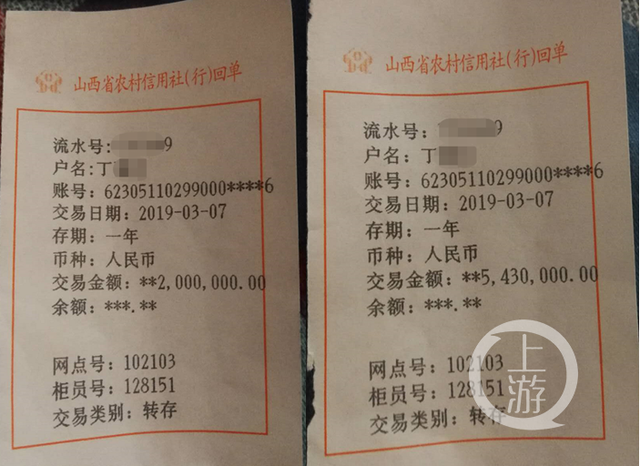 山西省农村信用社(行)回单
流水号: 9
户名:丁
账号: 62305110299000****6
交易日期: 2019-03-07
存期: 一年
币种: 人民币
交易金额: **2,000,000.00
余额: ***.**
网点号: 102103
柜员号: 128151
交易类别: 转存
山西省农村信用社(行)回单
流水号: 9
户名: 丁
账号: 62305110299000****6
交易日期: 2019-03-07
存期: 一年
币种: 人民币
交易金额: **5,430,000.00
余额: ***.**
网点号: 102103
柜员号: 128151
交易类别: 转存
上游